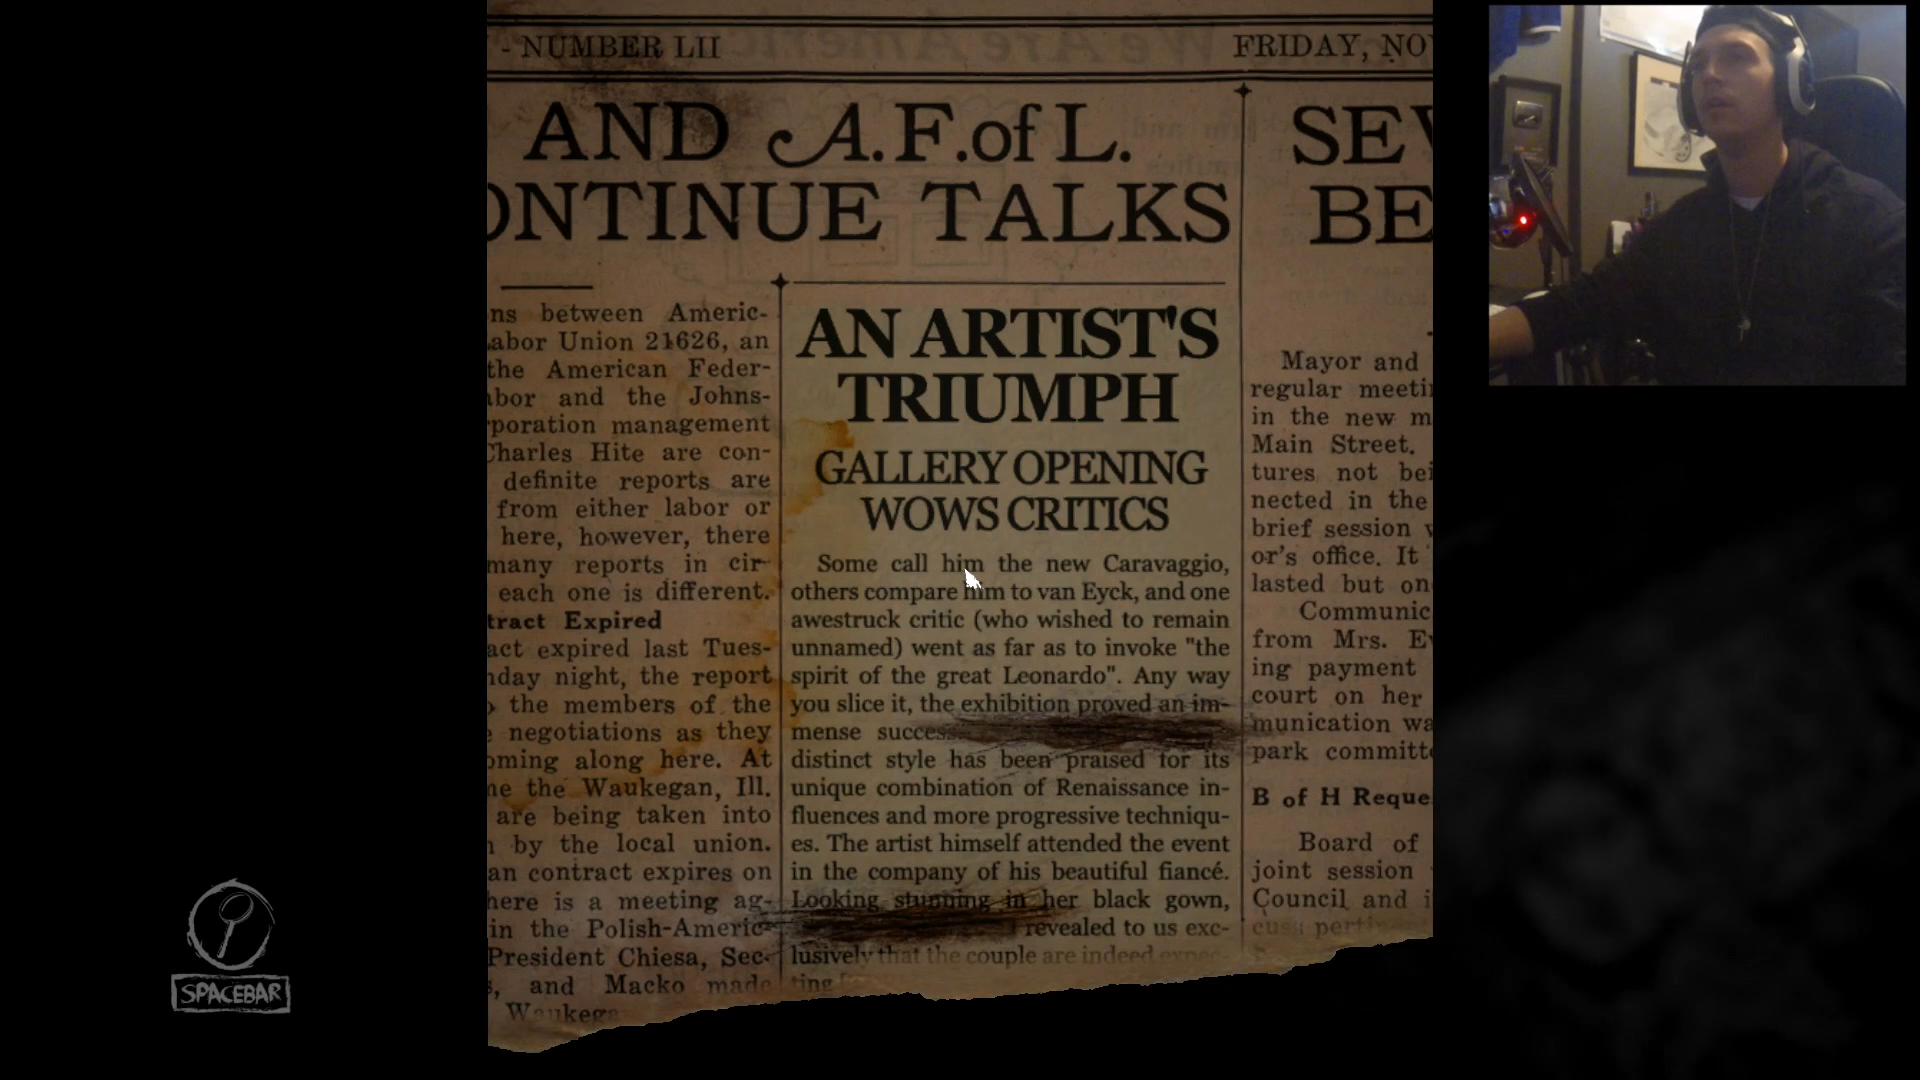 - NUMBER LII
FRIDAY, NO
AND A.F. of L.
ONTINUE TALKS
SEV
BE
ns between Americ-
abor Union 21626, an
the American Feder-
abor and the Johns-
poration management
Charles Hite are con-
definite reports are
from either labor or
here, however, there
many reports in cir-
each one is different.
tract Expired
act expired last Tues-
nday night, the report
the members of the
negotiations as they
oming along here. At
ne the Waukegan, Ill.
are being taken into
by the local union.
an contract expires on
here is a meeting ag-
in the Polish-Americ-
President Chiesa, Sec-
s, and Macko made
Waukega
AN ARTIST'S
TRIUMPH
GALLERY OPENING
WOWS CRITICS
Some call him the new Caravaggio,
others compare him to van Eyck, and one
awestruck critic (who wished to remain
unnamed) went as far as to invoke "the
spirit of the great Leonardo". Any way
you slice it, the exhibition proved an im-
mense success
distinct style has been praised for its
unique combination of Renaissance in-
fluences and more progressive techniqu-
es. The artist himself attended the event
in the company of his beautiful fiancé.
Looking stunning in her black gown,
revealed to us exc-
lusively that the couple are indeed expec-
ting
Mayor and
regular meeti
in the new m
Main Street.
tures not bei
nected in the
brief session w
or's office. It
lasted but on
Communic
from Mrs. Ev
ing payment
court on her
munication wa
park committe
B of H Reque
Board of
joint session
Council and i
cuss perti
SPACEBAR